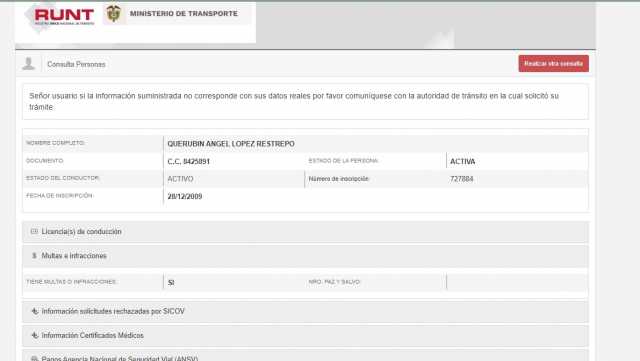 RUNT
REGISTRO ÚNICO NACIONAL DE TRÁNSITO
MINISTERIO DE TRANSPORTE
Consulta Personas
Realizar otra consulta
Señor usuario si la información suministrada no corresponde con sus datos reales por favor comuníquese con la autoridad de tránsito en la cual solicitó su
trámite.
NOMBRE COMPLETO: QUERUBIN ANGEL LOPEZ RESTREPO
DOCUMENTO: C.C. 8425891 ESTADO DE LA PERSONA: ACTIVA
ESTADO DEL CONDUCTOR: ACTIVO Número de inscripción: 727884
FECHA DE INSCRIPCIÓN: 28/12/2009
Licencia(s) de conducción
$ Multas e infracciones
TIENE MULTAS O INFRACCIONES: SI NRO. PAZ Y SALVO:
Información solicitudes rechazadas por SICOV
Información Certificados Médicos
Pagos Agencia Nacional de Seguridad Vial (ANSV)